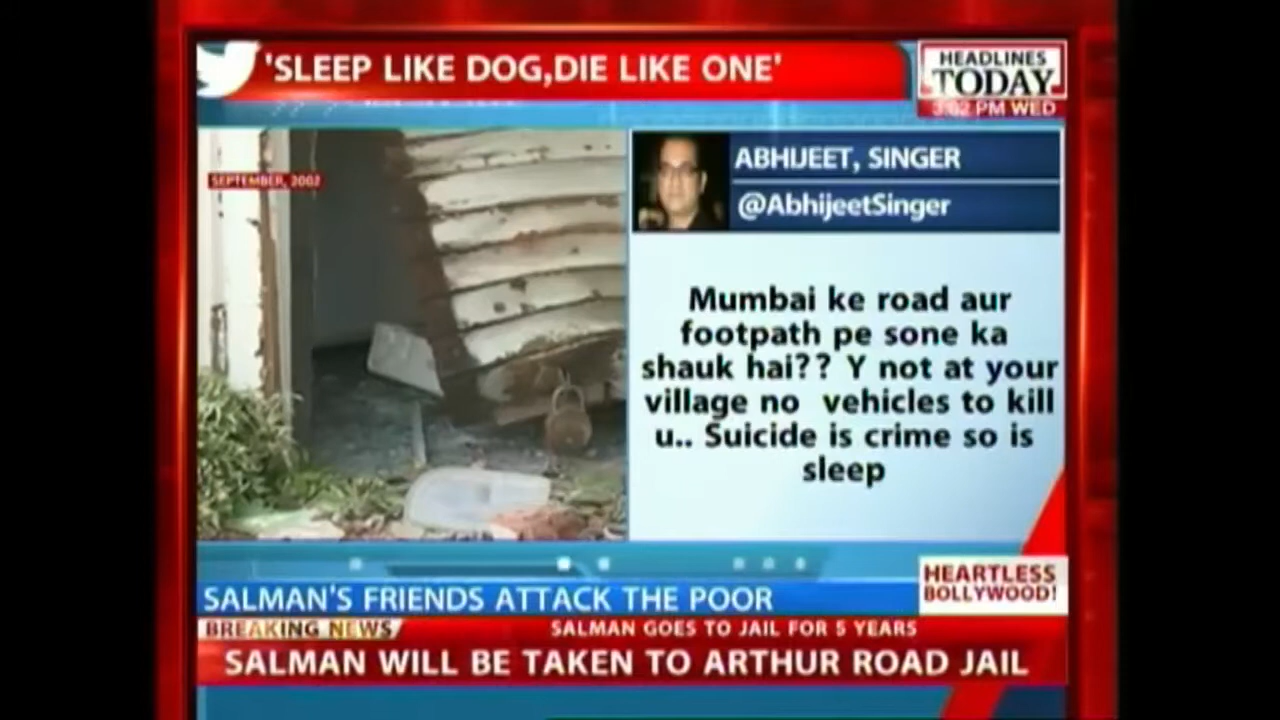 'SLEEP LIKE DOG,DIE LIKE ONE'
HEADLINES
TODAY
3:02 PM WED
SEPTEMBER, 2002
ABHIJEET, SINGER
@AbhijeetSinger
Mumbai ke road aur
footpath pe sone ka
shauk hai?? Y not at your
village no vehicles to kill
u.. Suicide is crime so is
sleep
SALMAN'S FRIENDS ATTACK THE POOR
HEARTLESS
BOLLYWOOD!
BREAKING NEWS
SALMAN GOES TO JAIL FOR 5 YEARS
SALMAN WILL BE TAKEN TO ARTHUR ROAD JAIL